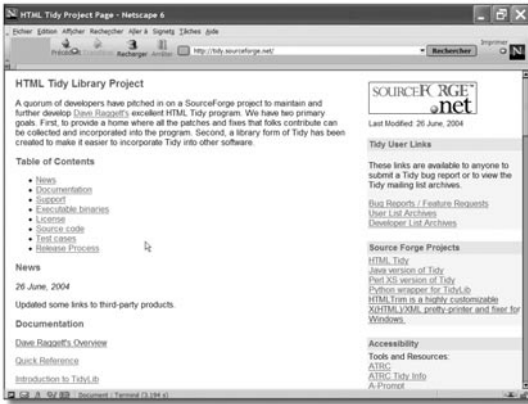 HTML Tidy Project Page - Netscape 6
Fichier Edition Afficher Rechercher Aller à Signets Tâches Aide
Recharger
Arrêter
http://tidy.sourceforge.net/
Rechercher
Imprimer
HTML Tidy Library Project
A quorum of developers have pitched in on a SourceForge project to maintain and
further develop Dave Raggett's excellent HTML Tidy program. We have two primary
goals. First, to provide a home where all the patches and fixes that folks contribute can
be collected and incorporated into the program. Second, a library form of Tidy has been
created to make it easier to incorporate Tidy into other software.
Table of Contents
News
Documentation
Support
Executable binaries
License
Source code
Test cases
Release Process
News
26 June, 2004
Updated some links to third-party products.
Documentation
Dave Raggett's Overview
Quick Reference
Introduction to TidyLib
SOURCEFORGE
.net
Last Modified: 26 June, 2004
Tidy User Links
These links are available to anyone to
submit a Tidy bug report or to view the
Tidy mailing list archives.
Bug Reports / Feature Requests
User List Archives
Developer List Archives
Source Forge Projects
HTML Tidy
Java version of Tidy
Perl XS version of Tidy
Python wrapper for TidyLib
HTMLTrim is a highly customizable
X(HTML)/XML pretty-printer and fixer for
Windows.
Accessibility
Tools and Resources:
ATRC
ATRC Tidy Info
A-Prompt
Document : Terminé (3.194 s)